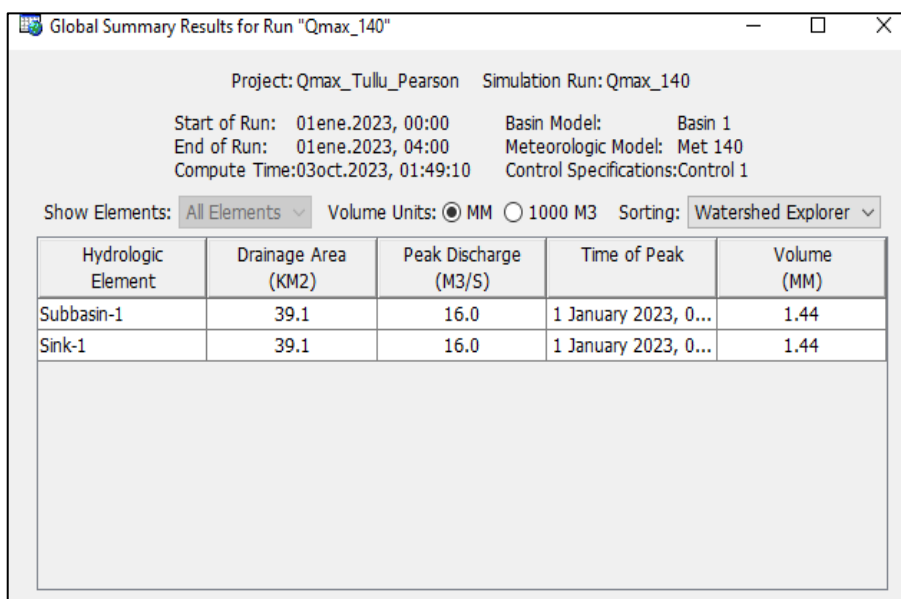 Global Summary Results for Run "Qmax_140"
Project: Qmax_Tullu_Pearson Simulation Run: Qmax_140
Start of Run: 01ene.2023, 00:00 Basin Model: Basin 1
End of Run: 01ene.2023, 04:00 Meteorologic Model: Met 140
Compute Time:03oct.2023, 01:49:10 Control Specifications:Control 1
Show Elements: All Elements Volume Units: MM 1000 M3 Sorting: Watershed Explorer
Hydrologic Drainage Area Peak Discharge Time of Peak Volume
Element (KM2) (M3/S) (MM)
Subbasin-1 39.1 16.0 1 January 2023, 0... 1.44
Sink-1 39.1 16.0 1 January 2023, 0... 1.44